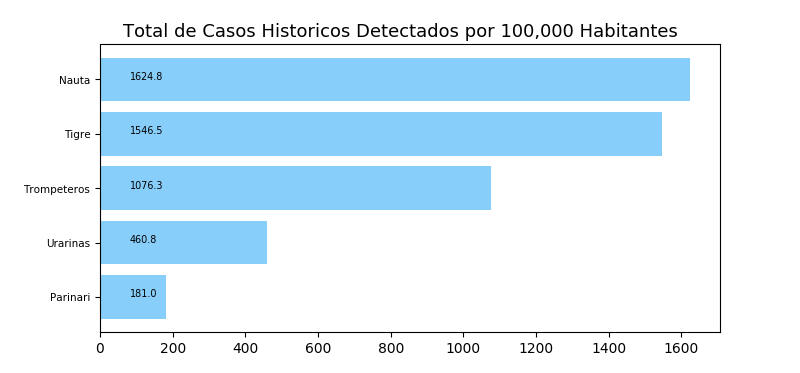 Total de Casos Historicos Detectados por 100,000 Habitantes
Nauta 1624.8
Tigre 1546.5
Trompeteros 1076.3
Urarinas 460.8
Parinari 181.0
0 200 400 600 800 1000 1200 1400 1600